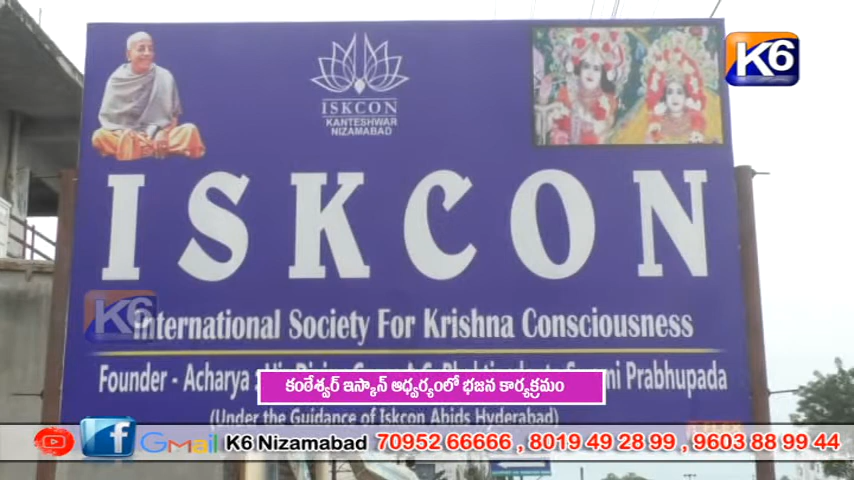 K6
ISKCON
KANTESHWAR
NIZAMABAD
ISKCON
K6
International Society For Krishna Consciousness
Founder - Acharya : Prabhupada
కంఠేశ్వర్ ఇస్కాన్ ఆధ్వర్యంలో భజన కార్యక్రమం
(Under the Guidance of Iskcon Abids Hyderabad)
f Gmail K6 Nizamabad 70952 66666 , 8019 49 28 99 , 9603 88 99 44